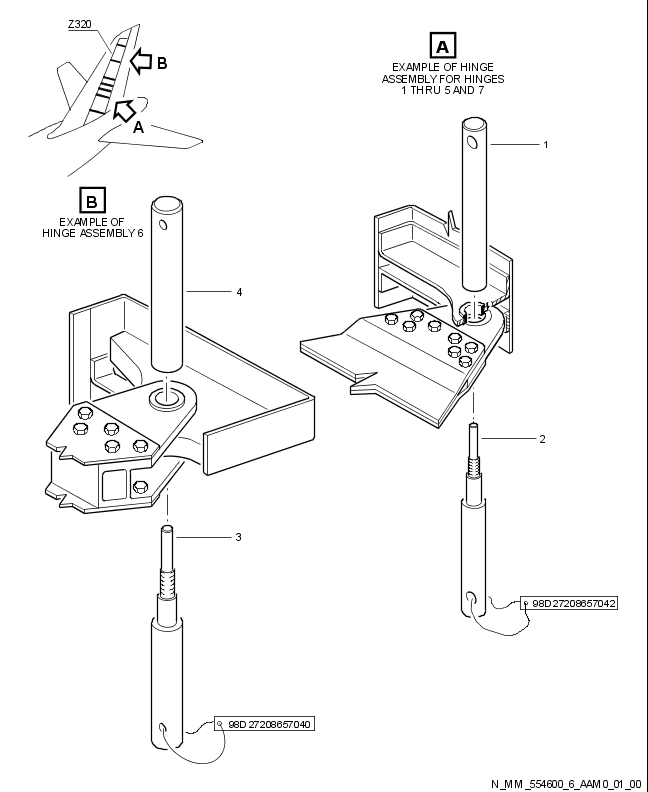 Z320
B
A
A
EXAMPLE OF HINGE
ASSEMBLY FOR HINGES
1 THRU 5 AND 7
1
B
EXAMPLE OF
HINGE ASSEMBLY 6
4
2
3
98D27208657042
98D27208657040
N_MM_554600_6_AAM0_01_00